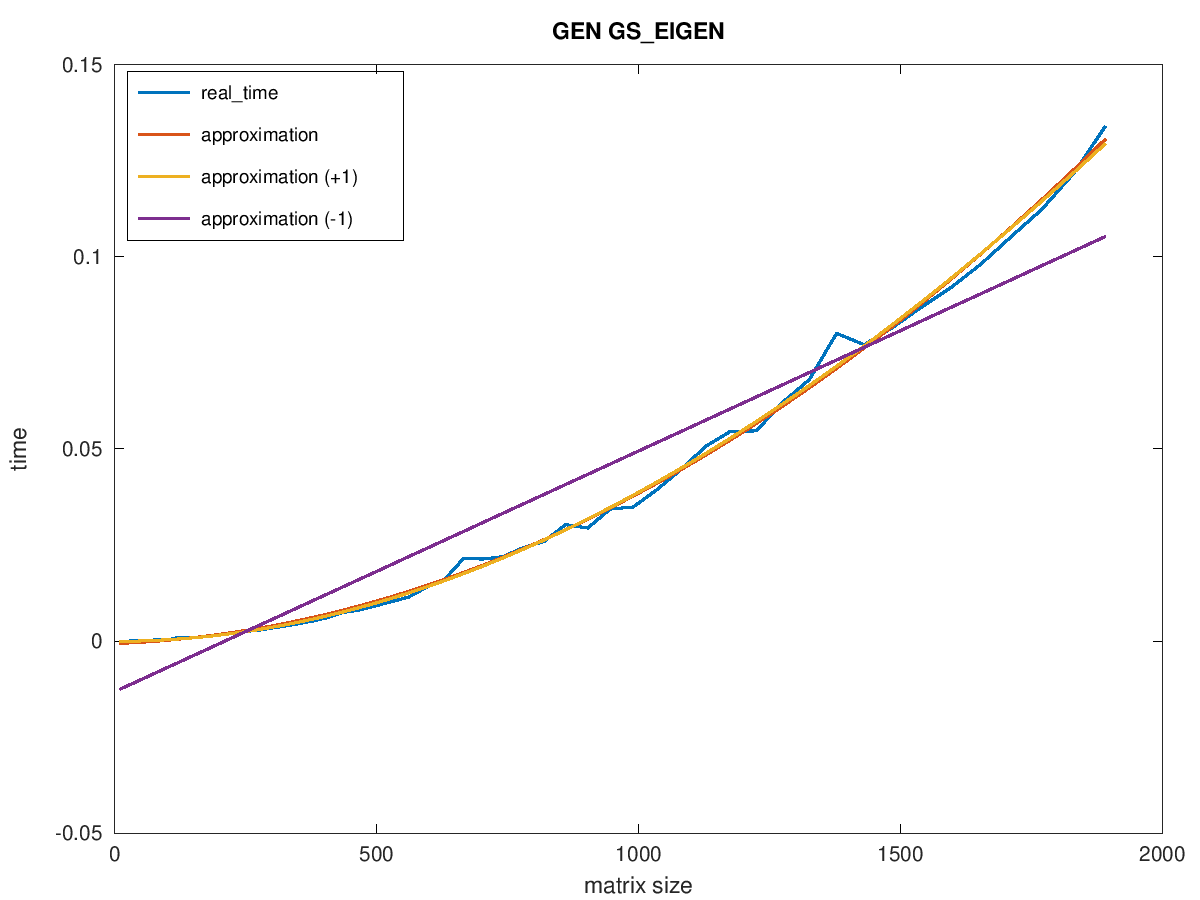 GEN GS_EIGEN
0.15
real_time
approximation
approximation (+1)
approximation (-1)
0.1
time
0.05
0
-0.05
0 500 1000 1500 2000
matrix size